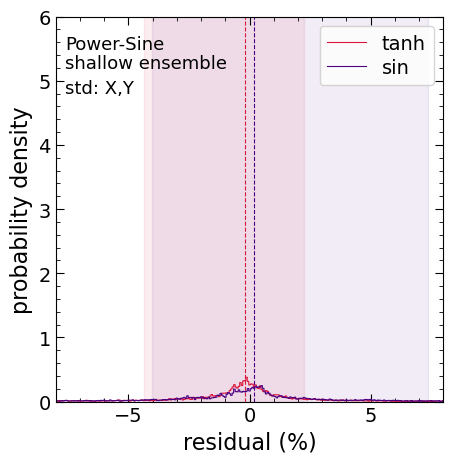 Power-Sine
shallow ensemble
std: X,Y
tanh
sin
probability density
6
5
4
3
2
1
0
−5
0
5
residual (%)